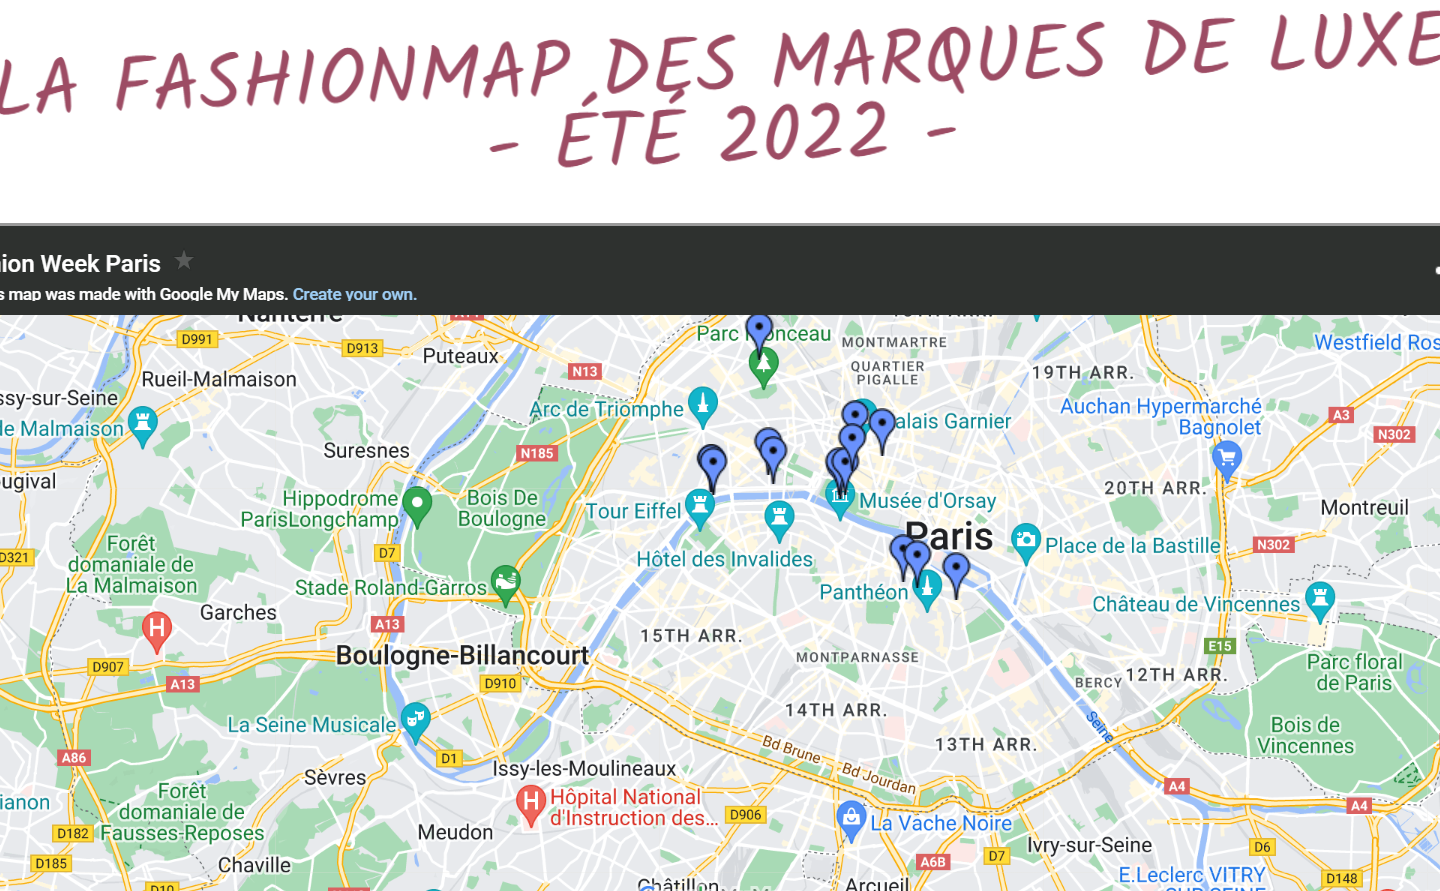 LA FASHIONMAP DES MARQUES DE LUXE
- ÉTÉ 2022 -
ion Week Paris
s map was made with Google My Maps. Create your own.
Nanterre
D991
D913
Puteaux
Parc Monceau
MONTMARTRE
Westfield Ros
Rueil-Malmaison
N13
QUARTIER
PIGALLE
19TH ARR.
ssy-sur-Seine
Arc de Triomphe
Auchan Hypermarché
Bagnolet
A3
de Malmaison
Palais Garnier
N302
Suresnes
N185
ougival
Hippodrome
ParisLongchamp
Bois De
Boulogne
Tour Eiffel
Musée d'Orsay
20TH ARR.
Montreuil
Paris
D321
Forêt
domaniale de
La Malmaison
D7
Hôtel des Invalides
Place de la Bastille
N302
Stade Roland-Garros
Panthéon
Château de Vincennes
Garches
A13
15TH ARR.
E15
Boulogne-Billancourt
MONTPARNASSE
D907
A13
D910
BERCY
12TH ARR.
Parc floral
de Paris
La Seine Musicale
14TH ARR.
Seine
Bois de
Vincennes
A86
D1
Bd Brune
13TH ARR.
Sèvres
Issy-les-Moulineaux
Bd Jourdan
A4
Forêt
domaniale de
Fausses-Reposes
ianon
Hôpital National
d'Instruction des...
D906
A4
D182
Meudon
La Vache Noire
Ivry-sur-Seine
D6
D185
Chaville
A6B
D7
E.Leclerc VITRY
SUR SEINE
D148
D10
Châtillon
Arcueil